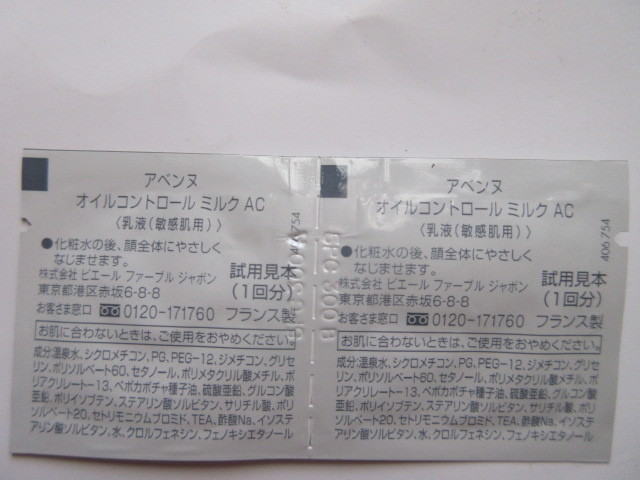 アベンヌ
オイルコントロール ミルク AC
〈乳液(敏感肌用)〉
●化粧水の後、顔全体にやさしく
なじませます。
株式会社 ピエール ファーブル ジャポン
東京都港区赤坂6-8-8
試用見本
(1回分)
お客さま窓口 0120-171760 フランス製
お肌に合わないときは、ご使用をおやめください。
成分:温泉水、シクロメチコン、PG、PEG-12、ジメチコン、グリセ
リン、ポリソルベート60、セタノール、ポリメタクリル酸メチル、ポ
リアクリレート-13、ペポカボチャ種子油、硫酸亜鉛、グルコン酸
亜鉛、ポリイソブテン、ステアリン酸ソルビタン、サリチル酸、ポリ
ソルベート20、セトリモニウムブロミド、TEA、酢酸Na、イソステ
アリン酸ソルビタン、水、クロルフェネシン、フェノキシエタノール
アベンヌ
オイルコントロール ミルク AC
〈乳液(敏感肌用)〉
●化粧水の後、顔全体にやさしく
なじませます。
株式会社 ピエール ファーブル ジャポン
東京都港区赤坂6-8-8
試用見本
(1回分)
お客さま窓口 0120-171760 フランス製
お肌に合わないときは、ご使用をおやめください。
成分:温泉水、シクロメチコン、PG、PEG-12、ジメチコン、グリセ
リン、ポリソルベート60、セタノール、ポリメタクリル酸メチル、ポ
リアクリレート-13、ペポカボチャ種子油、硫酸亜鉛、グルコン酸
亜鉛、ポリイソブテン、ステアリン酸ソルビタン、サリチル酸、ポリ
ソルベート20、セトリモニウムブロミド、TEA、酢酸Na、イソステ
アリン酸ソルビタン、水、クロルフェネシン、フェノキシエタノール
406754